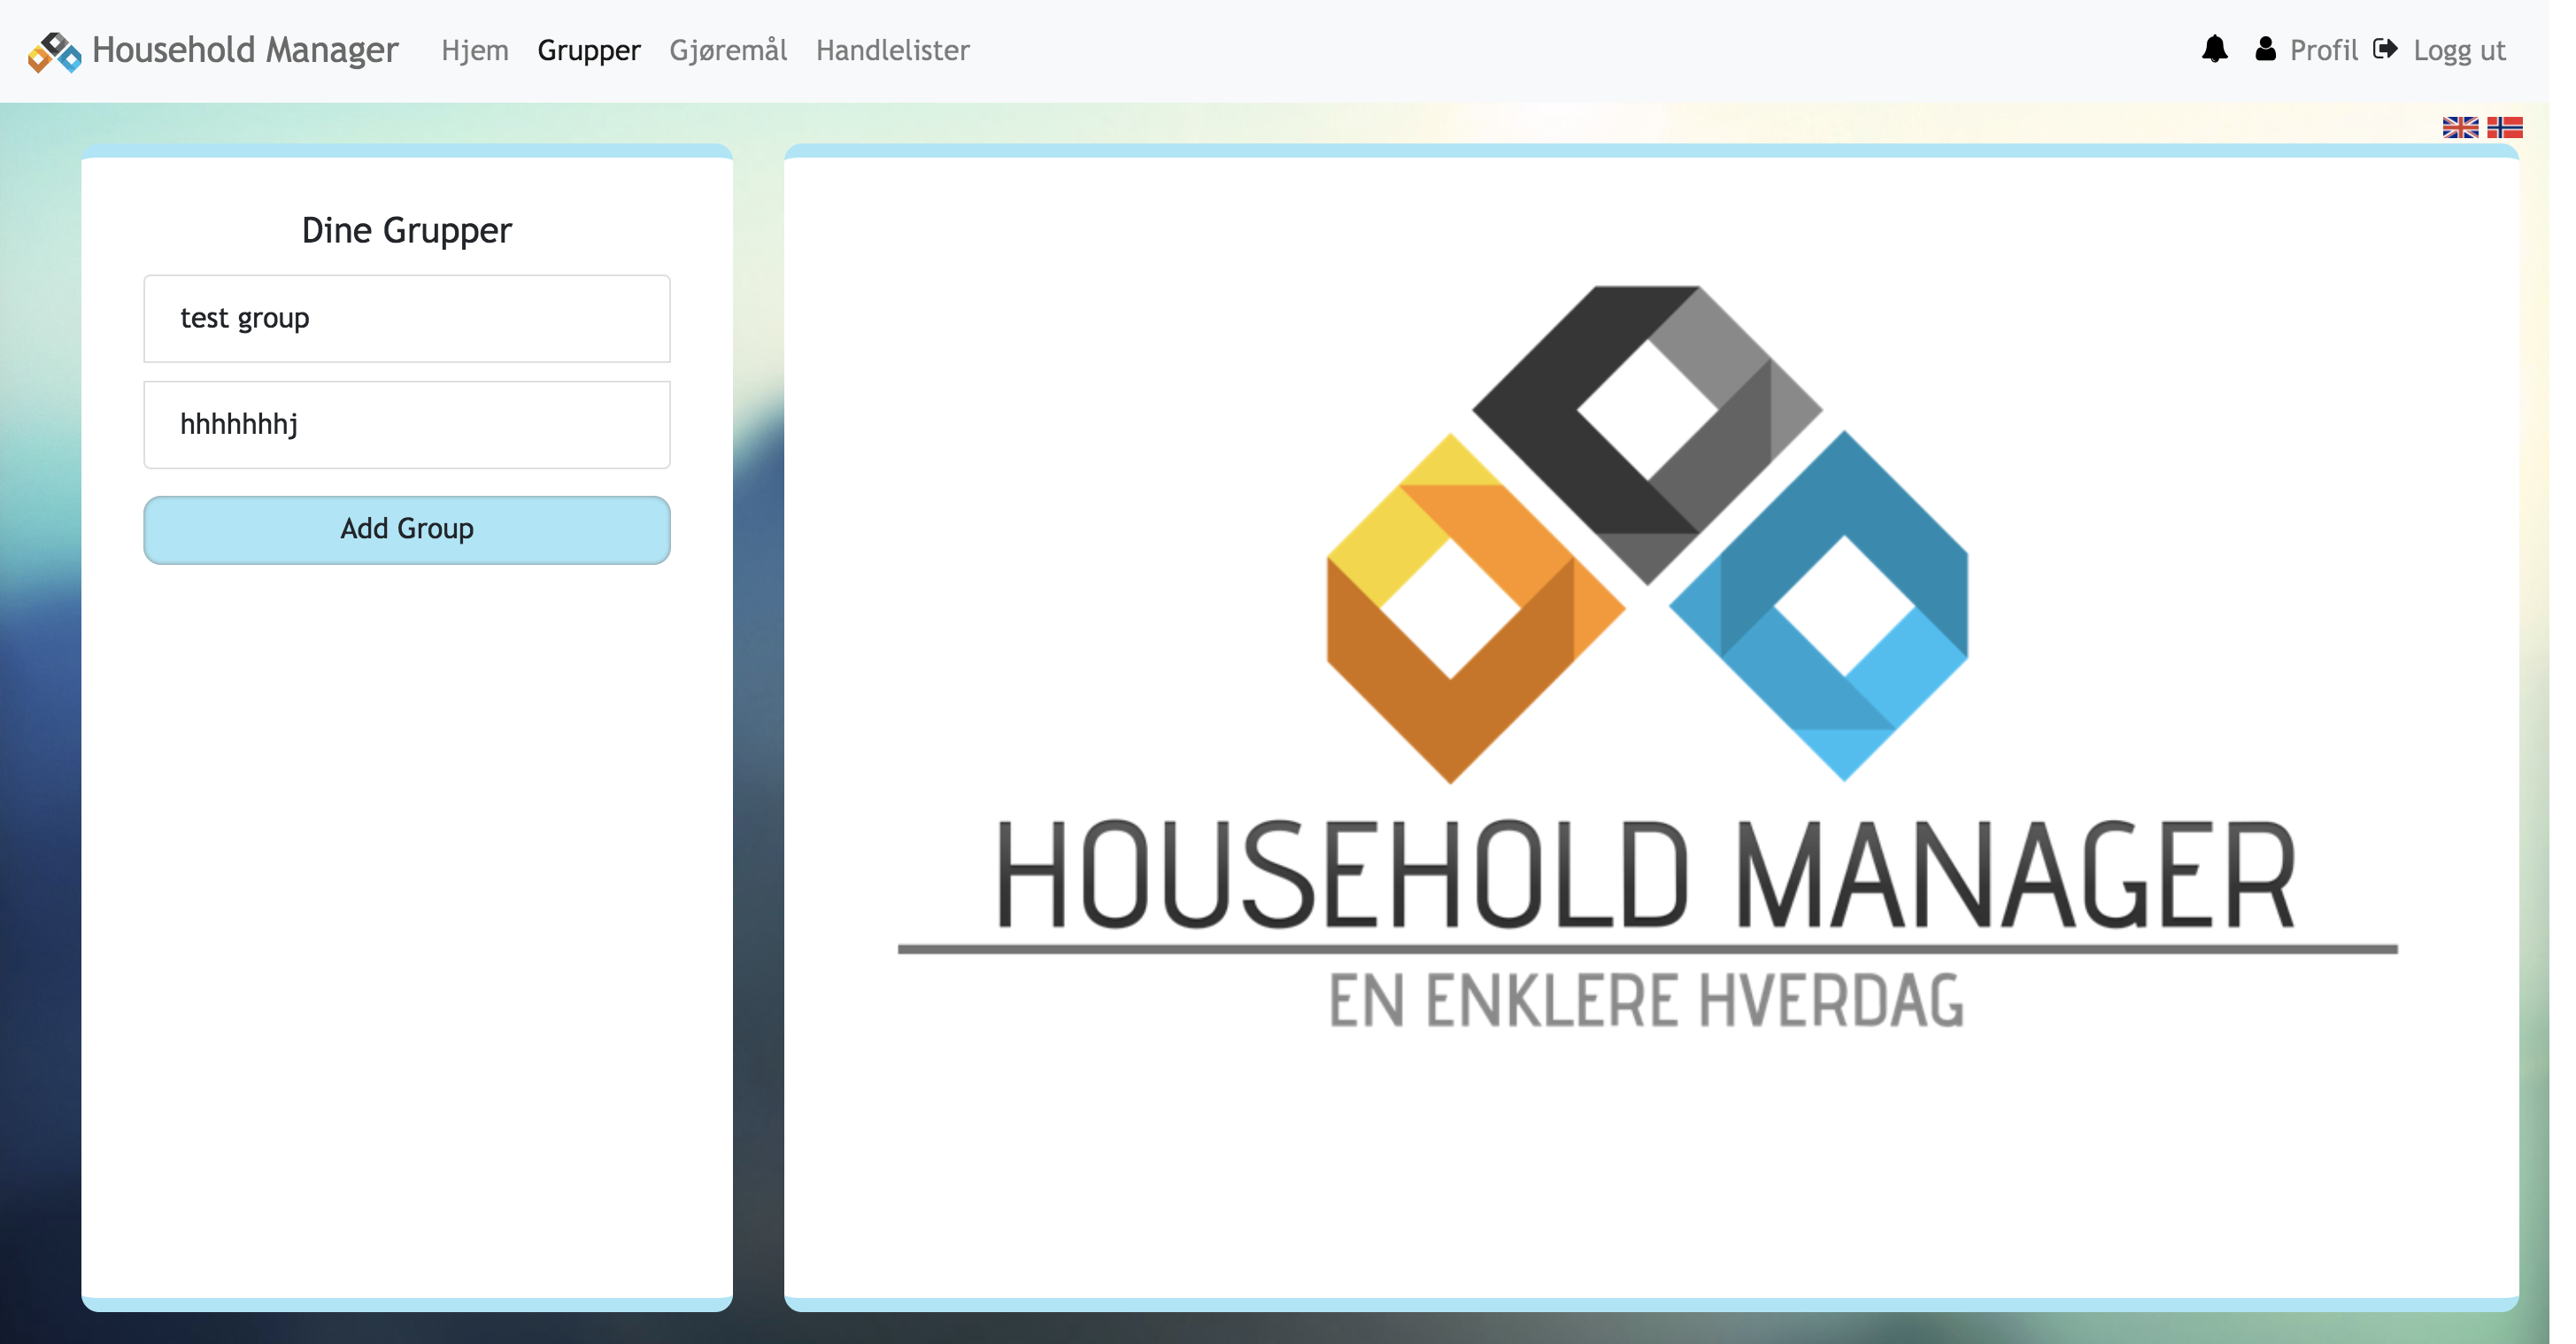 Household Manager Hjem Grupper Gjøremål Handlelister Profil Logg ut
Dine Grupper
test group
hhhhhhhj
Add Group
HOUSEHOLD MANAGER
EN ENKLERE HVERDAG